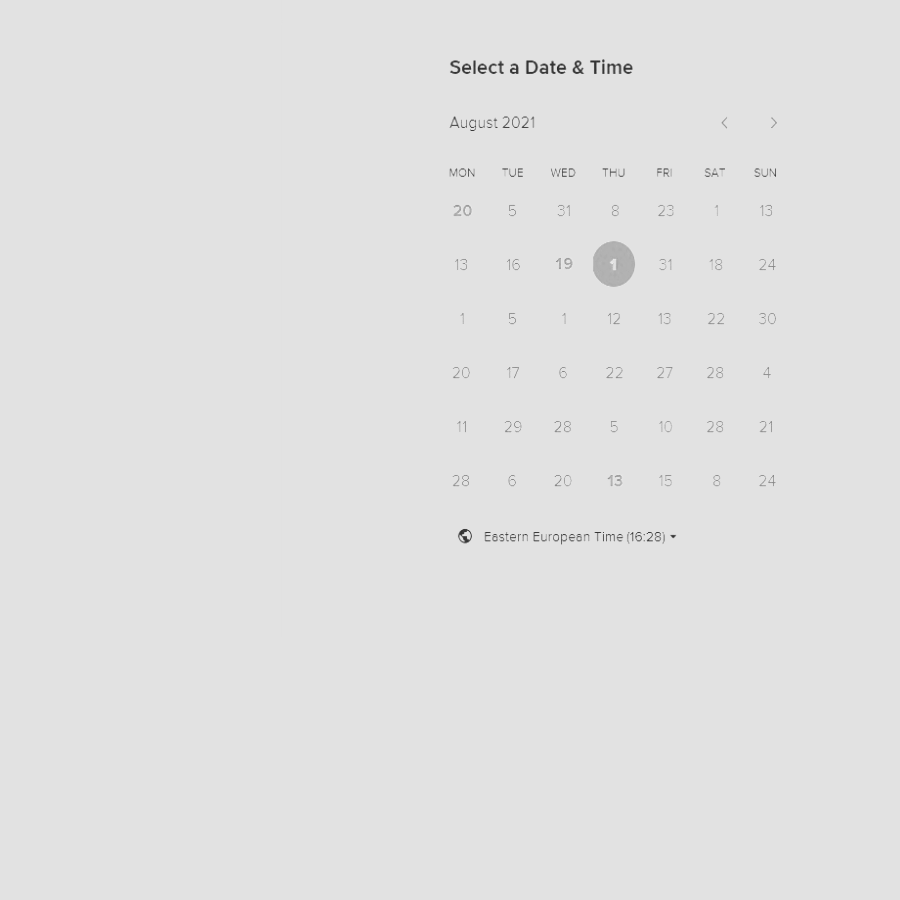 Select a Date & Time
August 2021
MON TUE WED THU FRI SAT SUN
20 5 31 8 23 1 13
13 16 19 1 31 18 24
1 5 1 12 13 22 30
20 17 6 22 27 28 4
11 29 28 5 10 28 21
28 6 20 13 15 8 24
Eastern European Time (16:28)